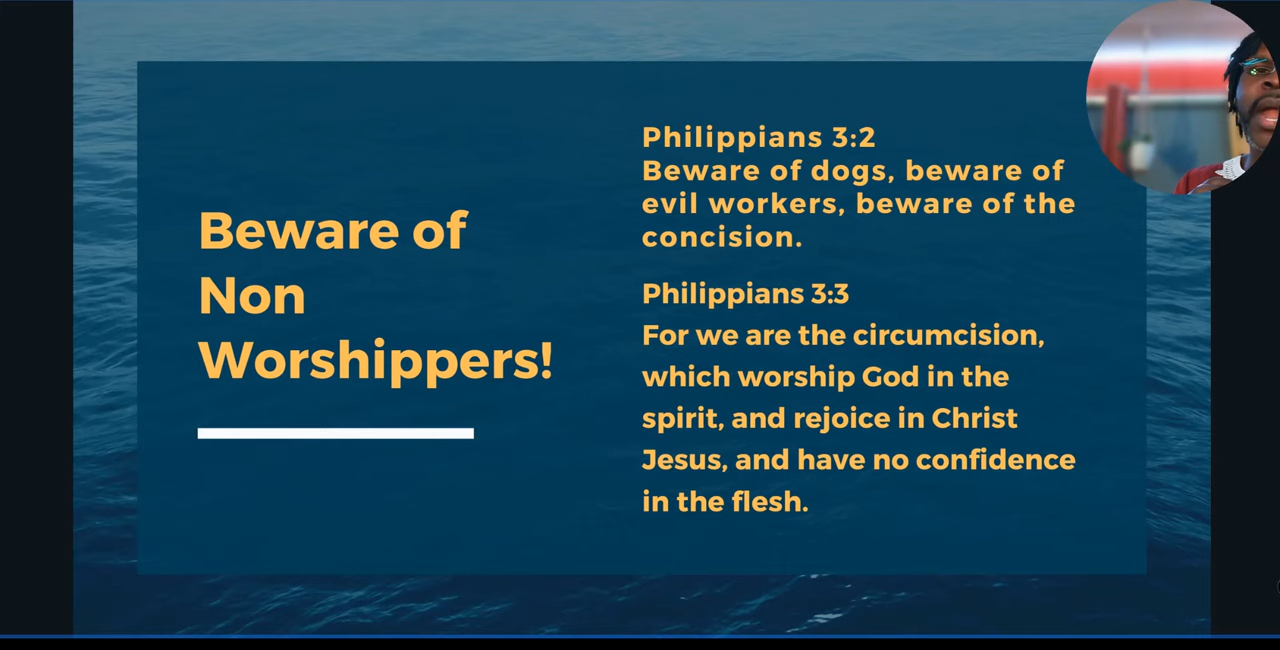 Beware of
Non
Worshippers!
Philippians 3:2
Beware of dogs, beware of
evil workers, beware of the
concision.
Philippians 3:3
For we are the circumcision,
which worship God in the
spirit, and rejoice in Christ
Jesus, and have no confidence
in the flesh.